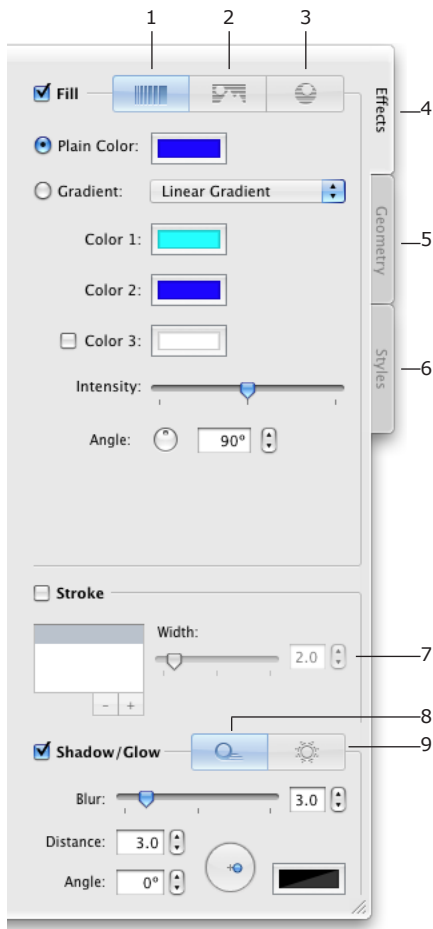 1 2 3
Fill
Effects
4
Plain Color:
Gradient: Linear Gradient
Color 1:
Geometry
5
Color 2:
Color 3:
Styles
6
Intensity:
Angle: 90°
Stroke
Width:
2.0
7
- +
8
Shadow/Glow
9
Blur: 3.0
Distance: 3.0
Angle: 0°